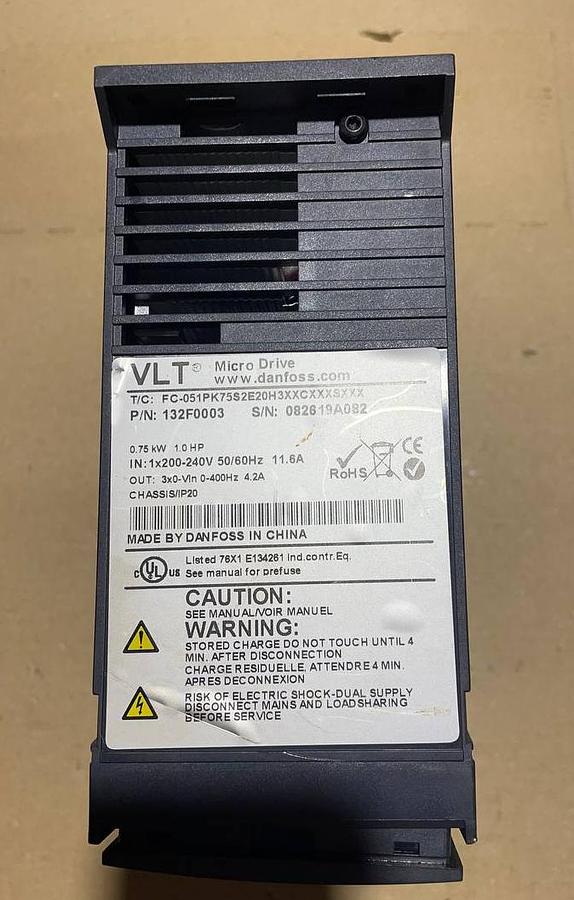 VLT® Micro Drive
www.danfoss.com
T/C: FC-051PK75S2E20H3XXCXXXSXXX
P/N: 132F0003 S/N: 082619A082
0.75 kW 1.0 HP
IN: 1x200-240V 50/60Hz 11.6A
OUT: 3x0-Vin 0-400Hz 4.2A
CHASSIS/IP20
RoHS
CE
MADE BY DANFOSS IN CHINA
c UL us Listed 76X1 E134261 Ind.contr.Eq.
See manual for prefuse
CAUTION:
SEE MANUAL/VOIR MANUEL
WARNING:
STORED CHARGE DO NOT TOUCH UNTIL 4
MIN. AFTER DISCONNECTION
CHARGE RESIDUELLE, ATTENDRE 4 MIN.
APRES DECONNEXION
RISK OF ELECTRIC SHOCK-DUAL SUPPLY
DISCONNECT MAINS AND LOADSHARING
BEFORE SERVICE